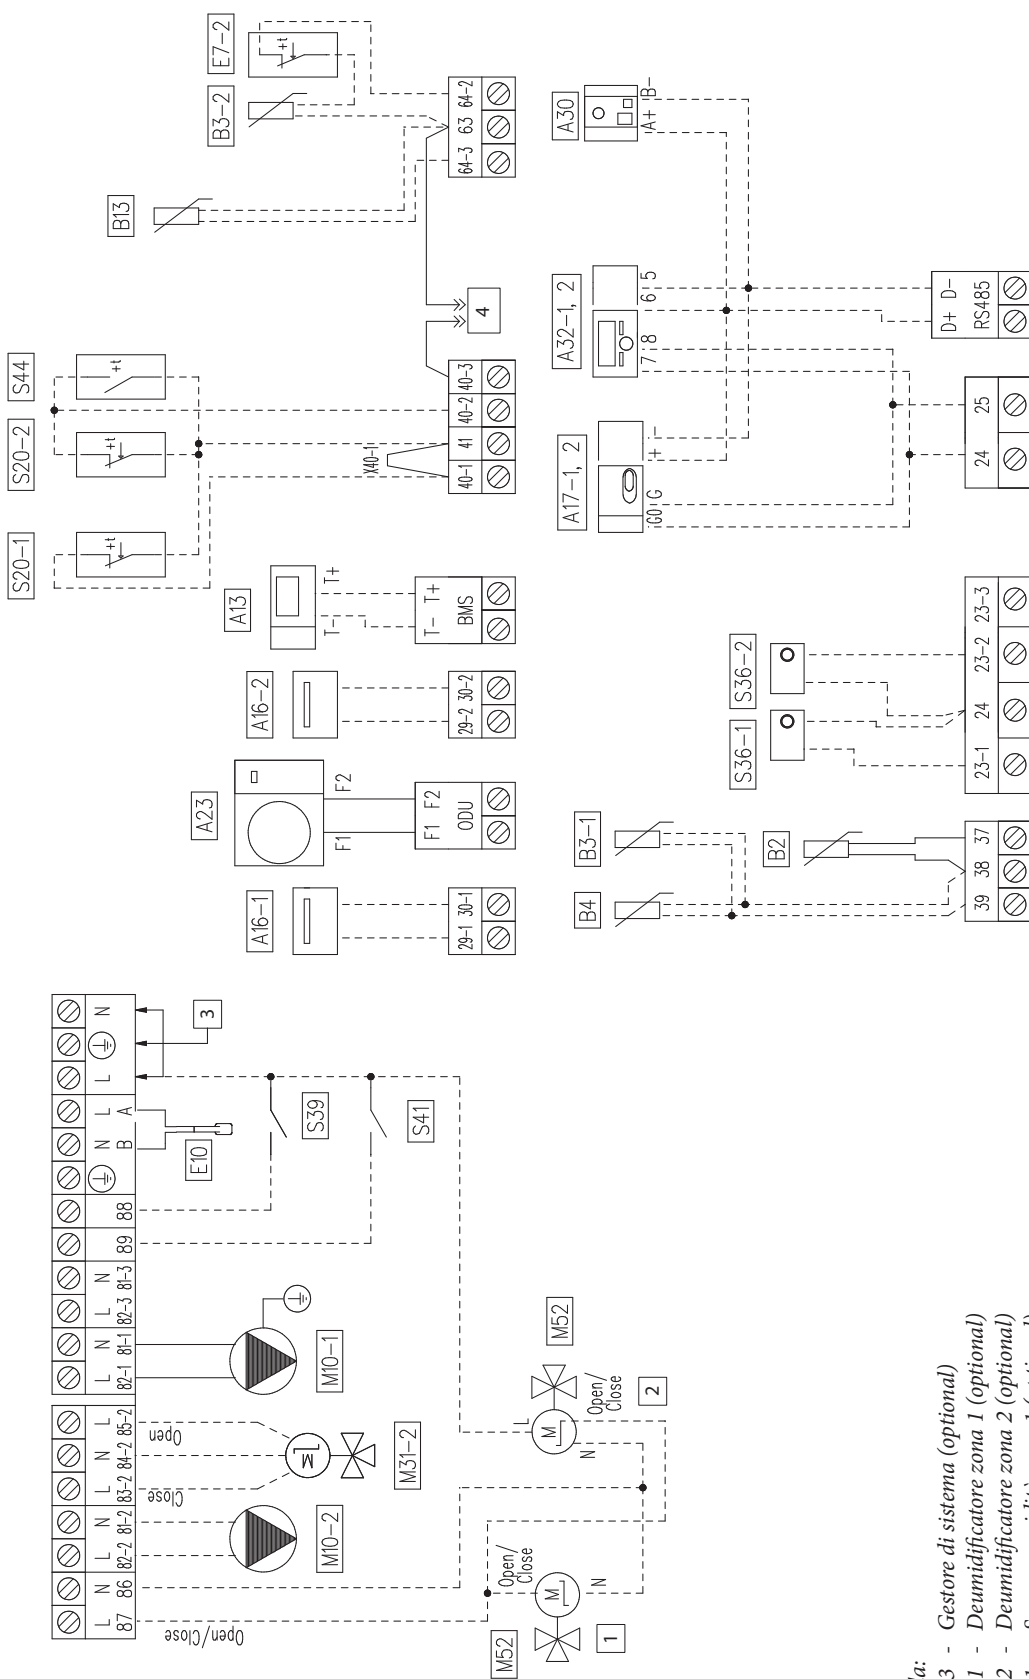 S20-1 S20-2 S44
+t +t +t
B13
B3-2 E7-2
+t
L N L N L N L L N L N ⏚ N L ⏚ N
87 86 82-2 81-2 83-2 84-2 85-2 82-1 81-1 82-3 81-3 89 88 B A L
Open/Close
Close
Open
E10
3
M10-2
M
M31-2
M10-1
S39
S41
M52
1
Open/
Close
M
N
L
M
N
Open/
Close
M52
2
A16-1
A23
A16-2
A13
F1 F2
T- T+
X40-1
4
29-1 30-1
F1 F2
ODU
29-2 30-2
T- T+
BMS
40-1 41 40-2 40-3
64-3 63 64-2
B4 B3-1
A17-1, 2
A32-1, 2
A30
G0 G
+ -
7 8
6 5
A+ B-
B2
S36-1 S36-2
39 38 37
23-1 24 23-2 23-3
24 25
D+ D-
RS485
da:
3 - Gestore di sistema (optional)
1 - Deumidificatore zona 1 (optional)
2 - Deumidificatore zona 2 (optional)